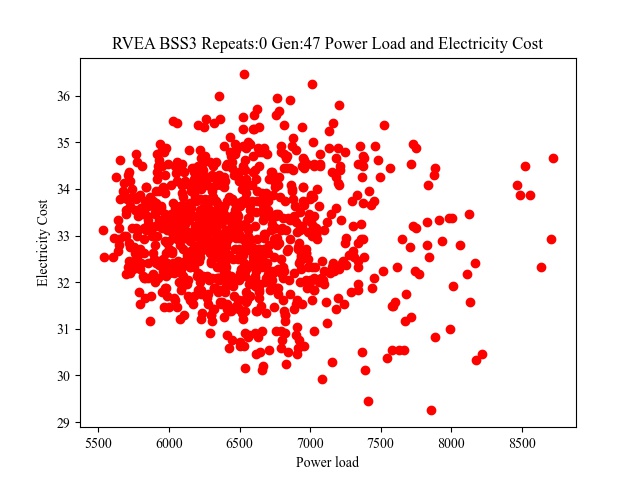 RVEA BSS3 Repeats:0 Gen:47 Power Load and Electricity Cost
36
35
34
33
32
31
30
29
Electricity Cost
5500 6000 6500 7000 7500 8000 8500
Power load